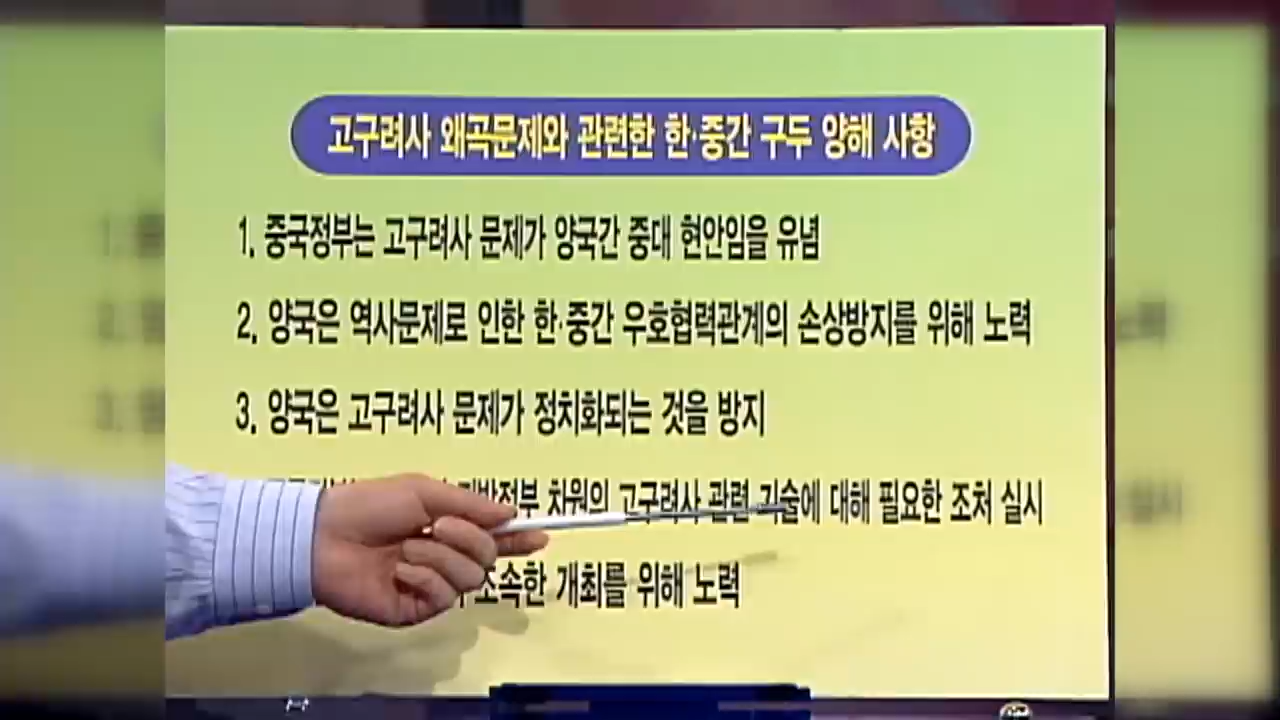 고구려사 왜곡문제와 관련한 한·중간 구두 양해 사항
1. 중국정부는 고구려사 문제가 양국간 중대 현안임을 유념
2. 양국은 역사문제로 인한 한·중간 우호협력관계의 손상방지를 위해 노력
3. 양국은 고구려사 문제가 정치화되는 것을 방지
차원의 고구려사 관련 기술에 대해 필요한 조처 실시
조속한 개최를 위해 노력